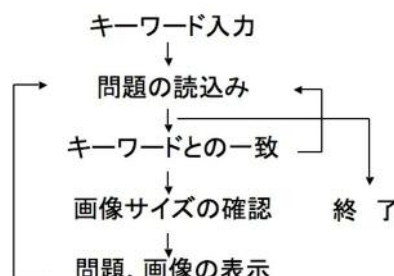 キーワード入力
問題の読込み
キーワードとの一致
画像サイズの確認 終 了
問題、画像の表示